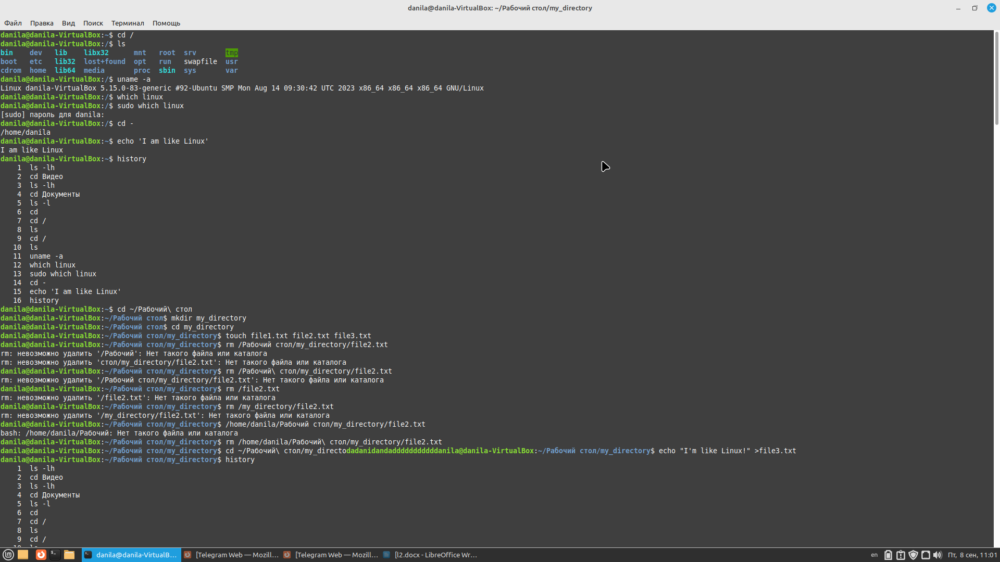 danila@danila-VirtualBox: ~/Рабочий стол/my_directory
Файл Правка Вид Поиск Терминал Помощь
danila@danila-VirtualBox:~$ cd /
danila@danila-VirtualBox:/$ ls
bin dev lib libx32 mnt root srv tmp
boot etc lib32 lost+found opt run swapfile usr
cdrom home lib64 media proc sbin sys var
danila@danila-VirtualBox:/$ uname -a
Linux danila-VirtualBox 5.15.0-83-generic #92-Ubuntu SMP Mon Aug 14 09:30:42 UTC 2023 x86_64 x86_64 x86_64 GNU/Linux
danila@danila-VirtualBox:/$ which linux
danila@danila-VirtualBox:/$ sudo which linux
[sudo] пароль для danila:
danila@danila-VirtualBox:/$ cd -
/home/danila
danila@danila-VirtualBox:~$ echo 'I am like Linux'
I am like Linux
danila@danila-VirtualBox:~$ history
1 ls -lh
2 cd Видео
3 ls -lh
4 cd Документы
5 ls -l
6 cd
7 cd /
8 ls
9 cd /
10 ls
11 uname -a
12 which linux
13 sudo which linux
14 cd -
15 echo 'I am like Linux'
16 history
danila@danila-VirtualBox:~$ cd ~/Рабочий\ стол
danila@danila-VirtualBox:~/Рабочий стол$ mkdir my_directory
danila@danila-VirtualBox:~/Рабочий стол$ cd my_directory
danila@danila-VirtualBox:~/Рабочий стол/my_directory$ touch file1.txt file2.txt file3.txt
danila@danila-VirtualBox:~/Рабочий стол/my_directory$ rm /Рабочий стол/my_directory/file2.txt
rm: невозможно удалить '/Рабочий': Нет такого файла или каталога
rm: невозможно удалить 'стол/my_directory/file2.txt': Нет такого файла или каталога
danila@danila-VirtualBox:~/Рабочий стол/my_directory$ rm /Рабочий\ стол/my_directory/file2.txt
rm: невозможно удалить '/Рабочий стол/my_directory/file2.txt': Нет такого файла или каталога
danila@danila-VirtualBox:~/Рабочий стол/my_directory$ rm /file2.txt
rm: невозможно удалить '/file2.txt': Нет такого файла или каталога
danila@danila-VirtualBox:~/Рабочий стол/my_directory$ rm /my_directory/file2.txt
rm: невозможно удалить '/my_directory/file2.txt': Нет такого файла или каталога
danila@danila-VirtualBox:~/Рабочий стол/my_directory$ /home/danila/Рабочий стол/my_directory/file2.txt
bash: /home/danila/Рабочий: Нет такого файла или каталога
danila@danila-VirtualBox:~/Рабочий стол/my_directory$ rm /home/danila/Рабочий\ стол/my_directory/file2.txt
danila@danila-VirtualBox:~/Рабочий стол/my_directory$ cd ~/Рабочий\ стол/my_directodadanidandaddddddddddanila@danila-VirtualBox:~/Рабочий стол/my_directory$ echo "I'm like Linux!" >file3.txt
danila@danila-VirtualBox:~/Рабочий стол/my_directory$ history
1 ls -lh
2 cd Видео
3 ls -lh
4 cd Документы
5 ls -l
6 cd
7 cd /
8 ls
9 cd /
danila@danila-VirtualB... [Telegram Web — Mozill... [Telegram Web — Mozill... [l2.docx - LibreOffice Wr... en Пт, 8 сен, 11:01